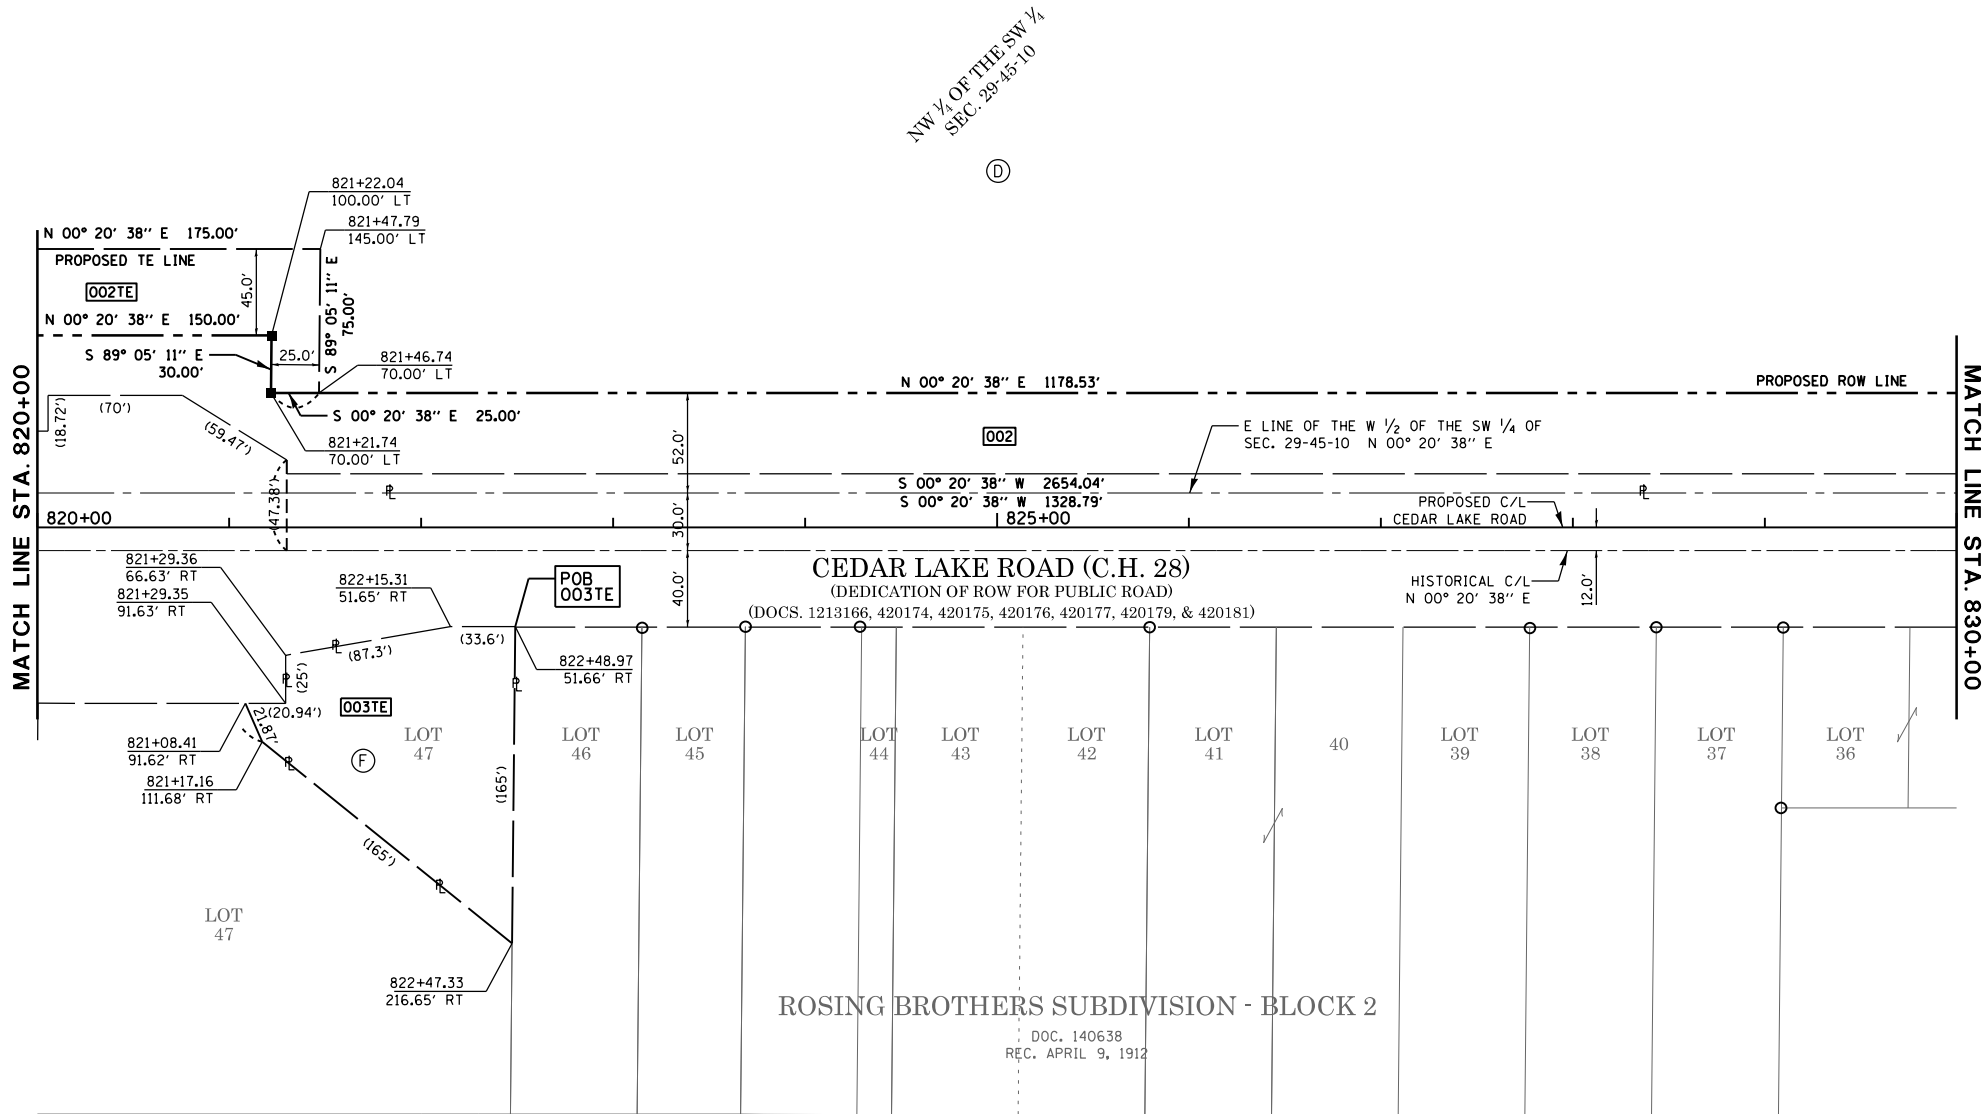 NW ¼ OF THE SW ¼
SEC. 29-45-10
D
821+22.04
100.00' LT
821+47.79
145.00' LT
N 00° 20' 38" E 175.00'
PROPOSED TE LINE
002TE
45.0'
S 89° 05' 11" E
75.00'
N 00° 20' 38" E 150.00'
S 89° 05' 11" E
30.00'
25.0'
821+46.74
70.00' LT
N 00° 20' 38" E 1178.53'
PROPOSED ROW LINE
S 00° 20' 38" E 25.00'
821+21.74
70.00' LT
MATCH LINE STA. 820+00
MATCH LINE STA. 830+00
(18.72')
(70')
(59.47')
(47.38')
52.0'
30.0'
40.0'
002
E LINE OF THE W ½ OF THE SW ¼ OF
SEC. 29-45-10 N 00° 20' 38" E
PL
S 00° 20' 38" W 2654.04'
S 00° 20' 38" W 1328.79'
PL
PROPOSED C/L
CEDAR LAKE ROAD
820+00
825+00
821+29.36
66.63' RT
821+29.35
91.63' RT
822+15.31
51.65' RT
POB
003TE
CEDAR LAKE ROAD (C.H. 28)
(DEDICATION OF ROW FOR PUBLIC ROAD)
(DOCS. 1213166, 420174, 420175, 420176, 420177, 420179, & 420181)
HISTORICAL C/L
N 00° 20' 38" E
12.0'
PL
(87.3')
(33.6')
822+48.97
51.66' RT
PL
(25')
PL
(20.94')
003TE
21.87'
821+08.41
91.62' RT
821+17.16
111.68' RT
PL
F
LOT
47
LOT
46
LOT
45
LOT
44
LOT
43
LOT
42
LOT
41
40
LOT
39
LOT
38
LOT
37
LOT
36
(165')
(165')
PL
LOT
47
822+47.33
216.65' RT
ROSING BROTHERS SUBDIVISION - BLOCK 2
DOC. 140638
REC. APRIL 9, 1912